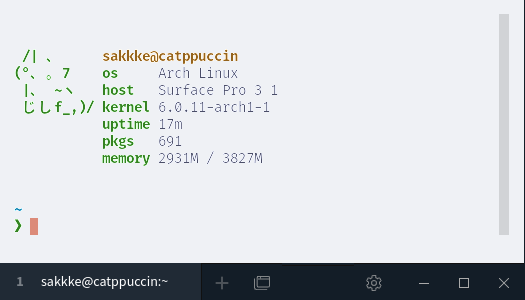 sakkke@catppuccin
os Arch Linux
host Surface Pro 3 1
kernel 6.0.11-arch1-1
uptime 17m
pkgs 691
memory 2931M / 3827M
/| 、
(°、 。7
|、 ~ヽ
じしf_,)/
~
❯
1 sakkke@catppuccin:~